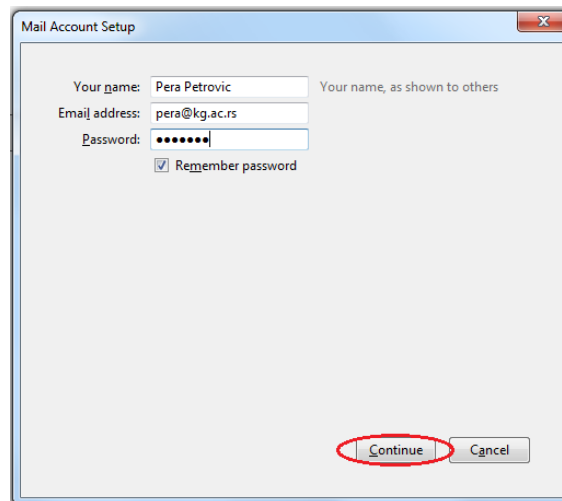 Mail Account Setup
Your name: Pera Petrovic Your name, as shown to others
Email address: pera@kg.ac.rs
Password: •••••••
Remember password
Continue Cancel